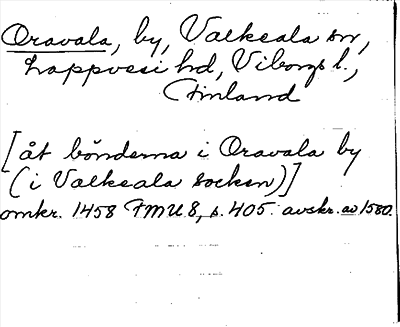 Oravala, by, Valkeala sn,
Lappvesi hd, Viborgs l.,
Finland
[åt bönderna i Oravala by
(i Valkeala socken)]
omkr. 1458 FMU 8, s. 405. avskr. av 1580.